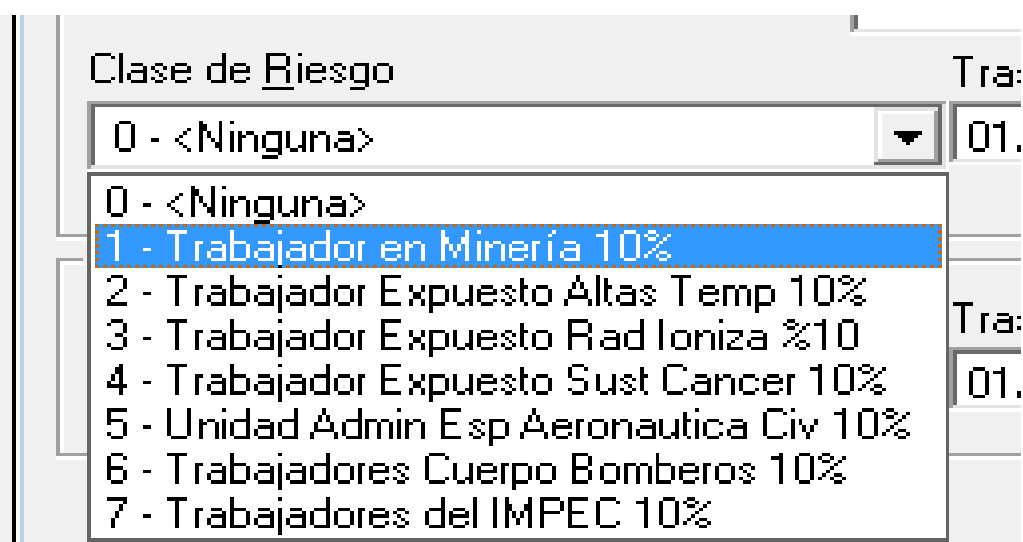 Clase de Riesgo
0 - <Ninguna>
01.
0 - <Ninguna>
1 - Trabajador en Minería 10%
2 - Trabajador Expuesto Altas Temp 10%
3 - Trabajador Expuesto Rad Ioniza %10
4 - Trabajador Expuesto Sust Cancer 10%
01.
5 - Unidad Admin Esp Aeronautica Civ 10%
6 - Trabajadores Cuerpo Bomberos 10%
7 - Trabajadores del IMPEC 10%